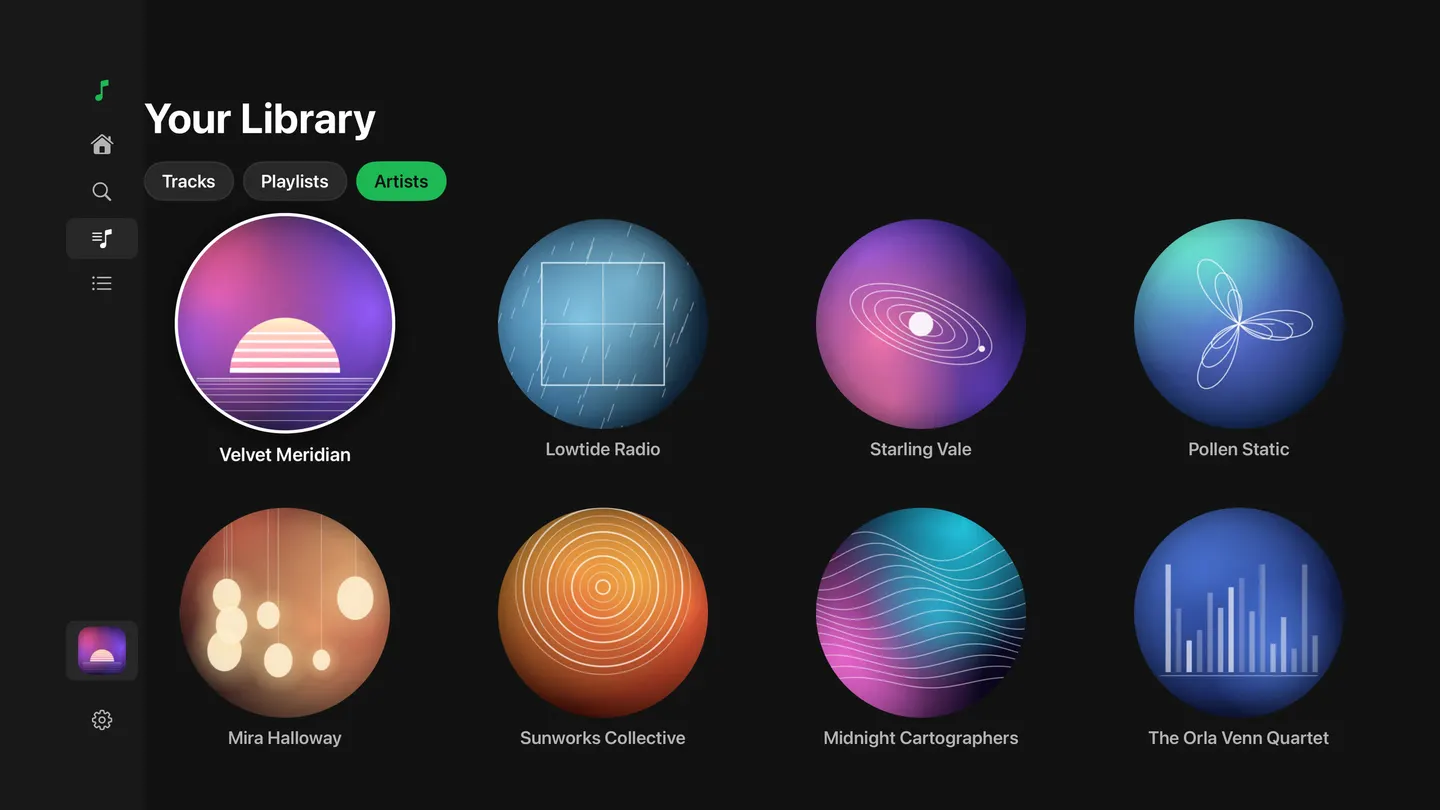 Your Library
Tracks
Playlists
Artists
Velvet Meridian
Lowtide Radio
Starling Vale
Pollen Static
Mira Halloway
Sunworks Collective
Midnight Cartographers
The Orla Venn Quartet